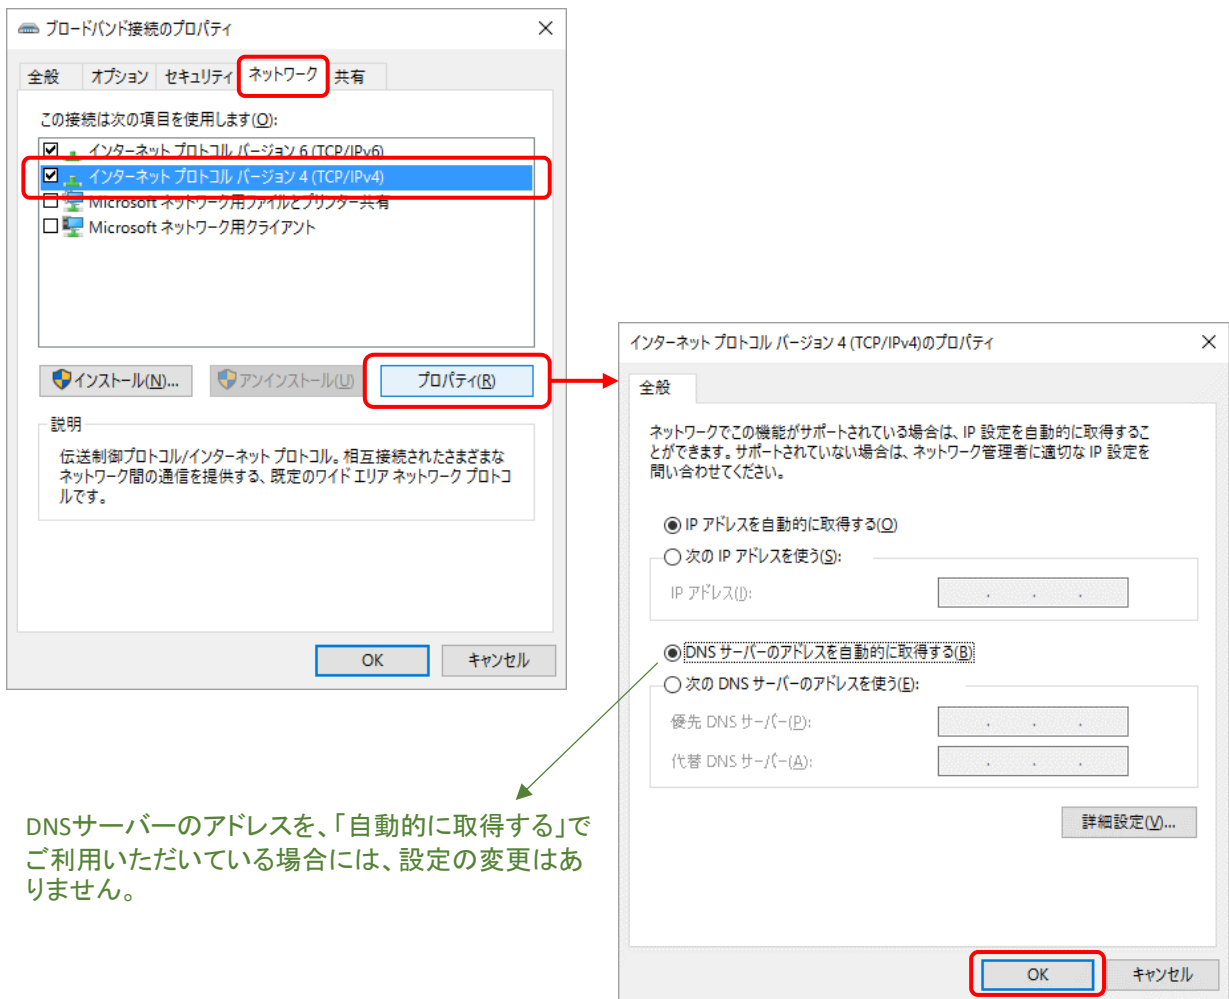 ブロードバンド接続のプロパティ
全般 オプション セキュリティ ネットワーク 共有
この接続は次の項目を使用します(O):
インターネット プロトコル バージョン 6 (TCP/IPv6)
インターネット プロトコル バージョン 4 (TCP/IPv4)
Microsoft ネットワーク用ファイルとプリンター共有
Microsoft ネットワーク用クライアント
インストール(N)... アンインストール(U) プロパティ(R)
説明
伝送制御プロトコル/インターネット プロトコル。相互接続されたさまざまな
ネットワーク間の通信を提供する、既定のワイド エリア ネットワーク プロトコ
ルです。
OK キャンセル
インターネット プロトコル バージョン 4 (TCP/IPv4)のプロパティ
全般
ネットワークでこの機能がサポートされている場合は、IP 設定を自動的に取得するこ
とができます。サポートされていない場合は、ネットワーク管理者に適切な IP 設定を
問い合わせてください。
IP アドレスを自動的に取得する(O)
次の IP アドレスを使う(S):
IP アドレス(I):
DNS サーバーのアドレスを自動的に取得する(B)
次の DNS サーバーのアドレスを使う(E):
優先 DNS サーバー(P):
代替 DNS サーバー(A):
詳細設定(V)...
OK キャンセル
DNSサーバーのアドレスを、「自動的に取得する」で
ご利用いただいている場合には、設定の変更はあ
りません。